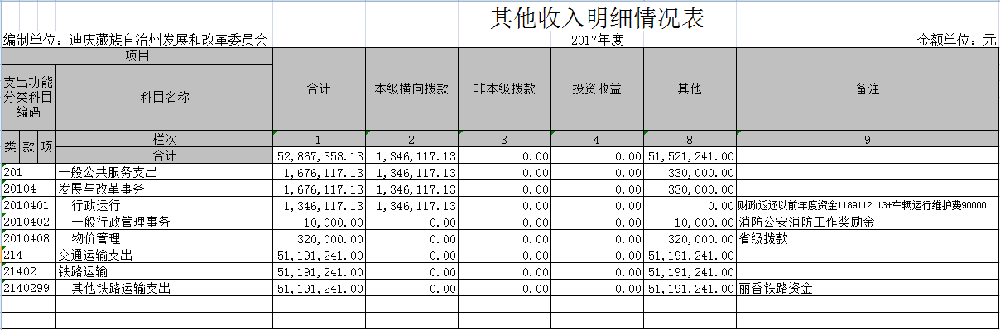 其他收入明细情况表
编制单位：迪庆藏族自治州发展和改革委员会 2017年度 金额单位：元
项目 合计 本级横向拨款 非本级拨款 投资收益 其他 备注
支出功能
分类科目
编码
科目名称
类 款 项 栏次 1 2 3 4 8 9
合计 52,867,358.13 1,346,117.13 0.00 0.00 51,521,241.00
201 一般公共服务支出 1,676,117.13 1,346,117.13 0.00 0.00 330,000.00
20104 发展与改革事务 1,676,117.13 1,346,117.13 0.00 0.00 330,000.00
2010401 行政运行 1,346,117.13 1,346,117.13 0.00 0.00 0.00 财政返还以前年度资金1189112.13+车辆运行维护费90000
2010402 一般行政管理事务 10,000.00 0.00 0.00 0.00 10,000.00 消防公安消防工作奖励金
2010408 物价管理 320,000.00 0.00 0.00 0.00 320,000.00 省级拨款
214 交通运输支出 51,191,241.00 0.00 0.00 0.00 51,191,241.00
21402 铁路运输 51,191,241.00 0.00 0.00 0.00 51,191,241.00
2140299 其他铁路运输支出 51,191,241.00 0.00 0.00 0.00 51,191,241.00 丽香铁路资金